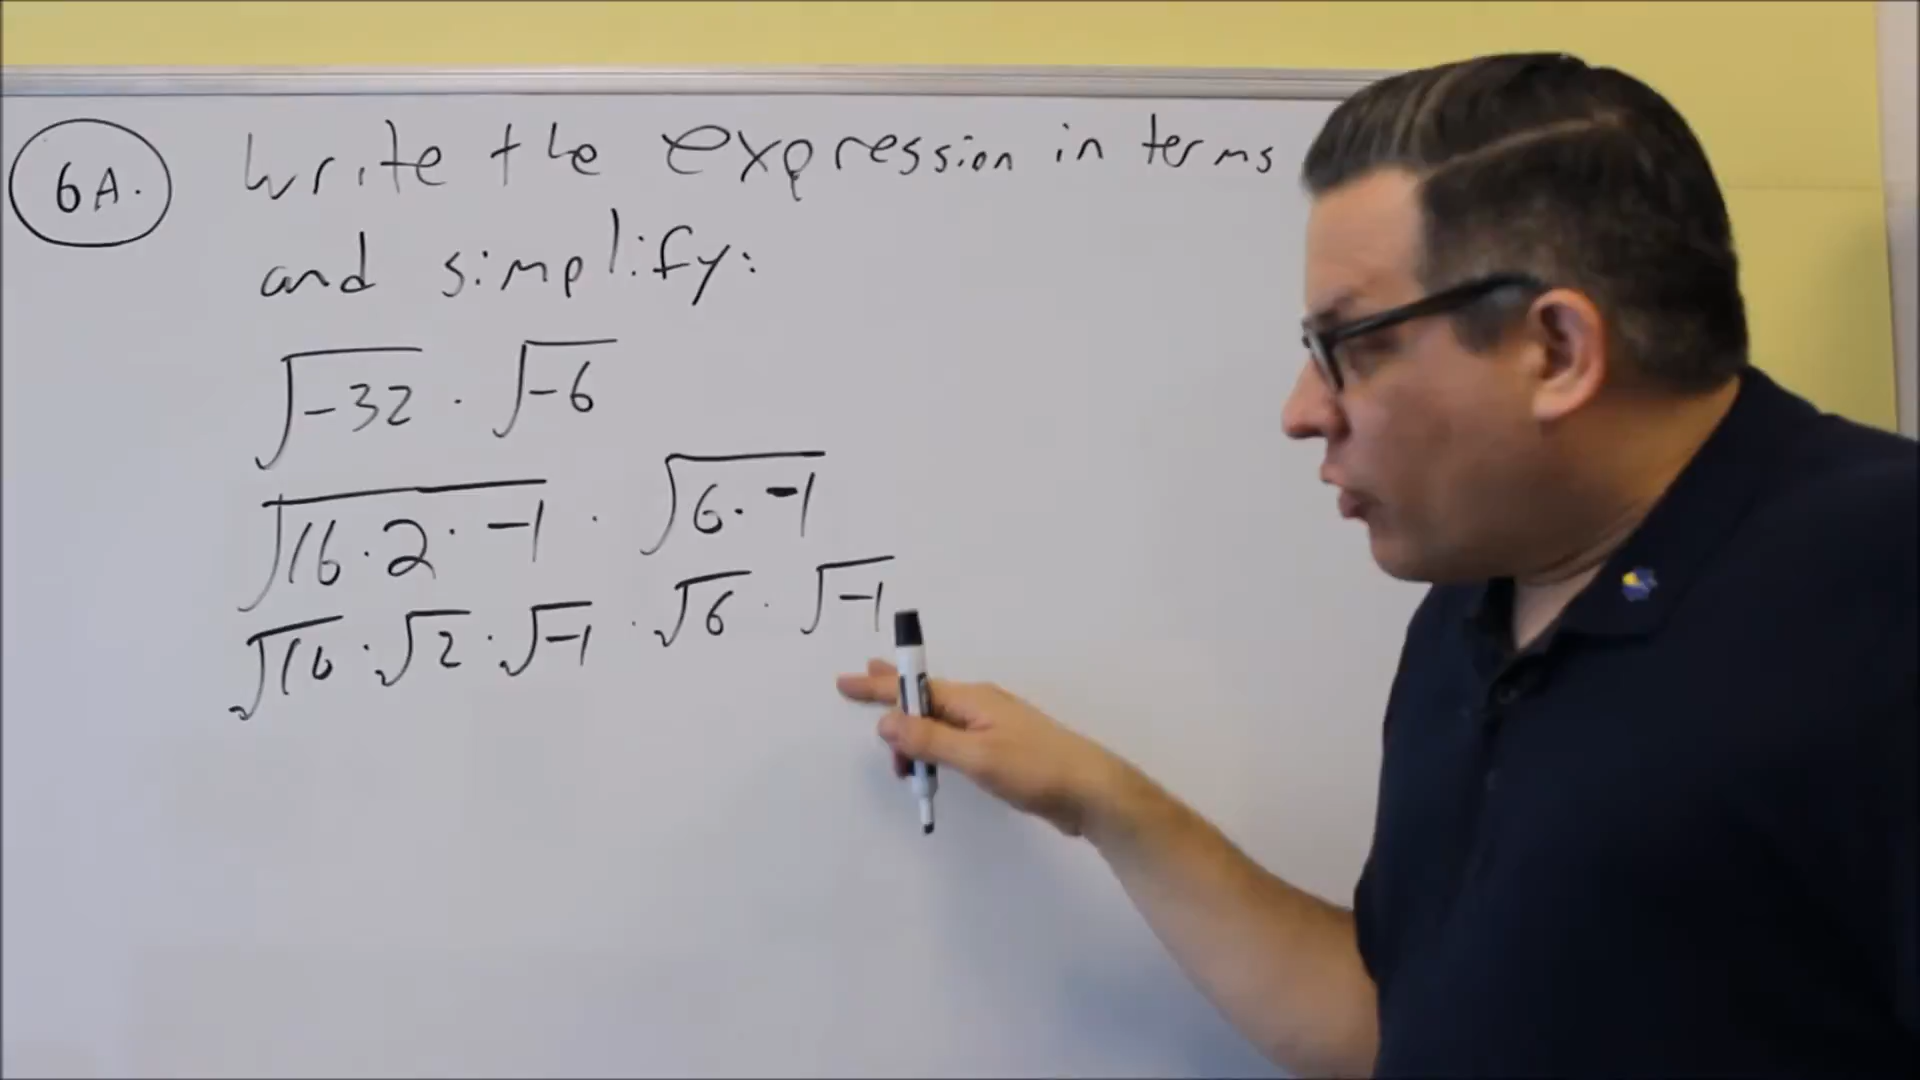 6A. Write the expression in terms
and simplify:
√-32 · √-6
√16·2·-1 · √6·-1
√16 · √2 · √-1 · √6 · √-1